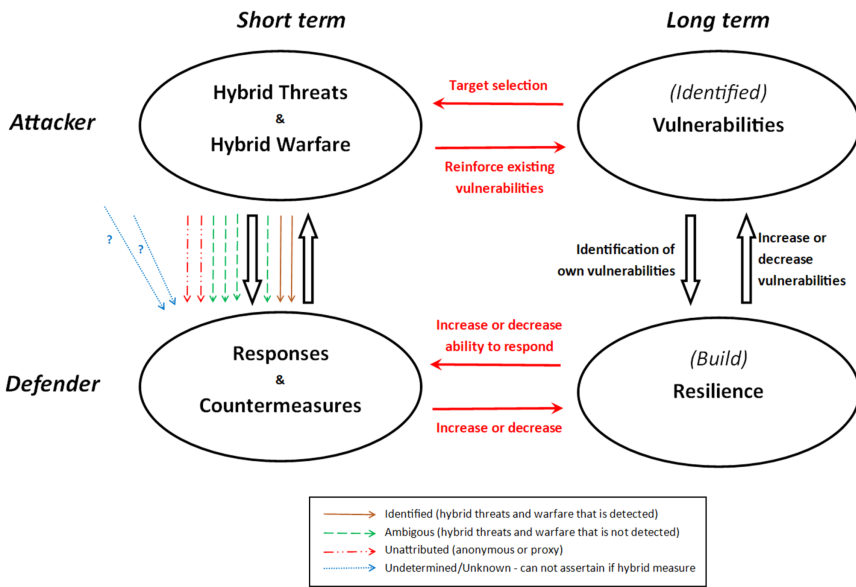 Short term
Long term
Attacker
Hybrid Threats
&
Hybrid Warfare
Target selection
Reinforce existing
vulnerabilities
(Identified)
Vulnerabilities
?
?
Identification of
own vulnerabilities
Increase or
decrease
vulnerabilities
Defender
Responses
&
Countermeasures
Increase or decrease
ability to respond
Increase or decrease
(Build)
Resilience
Identified (hybrid threats and warfare that is detected)
Ambigous (hybrid threats and warfare that is not detected)
Unattributed (anonymous or proxy)
Undetermined/Unknown - can not assertain if hybrid measure